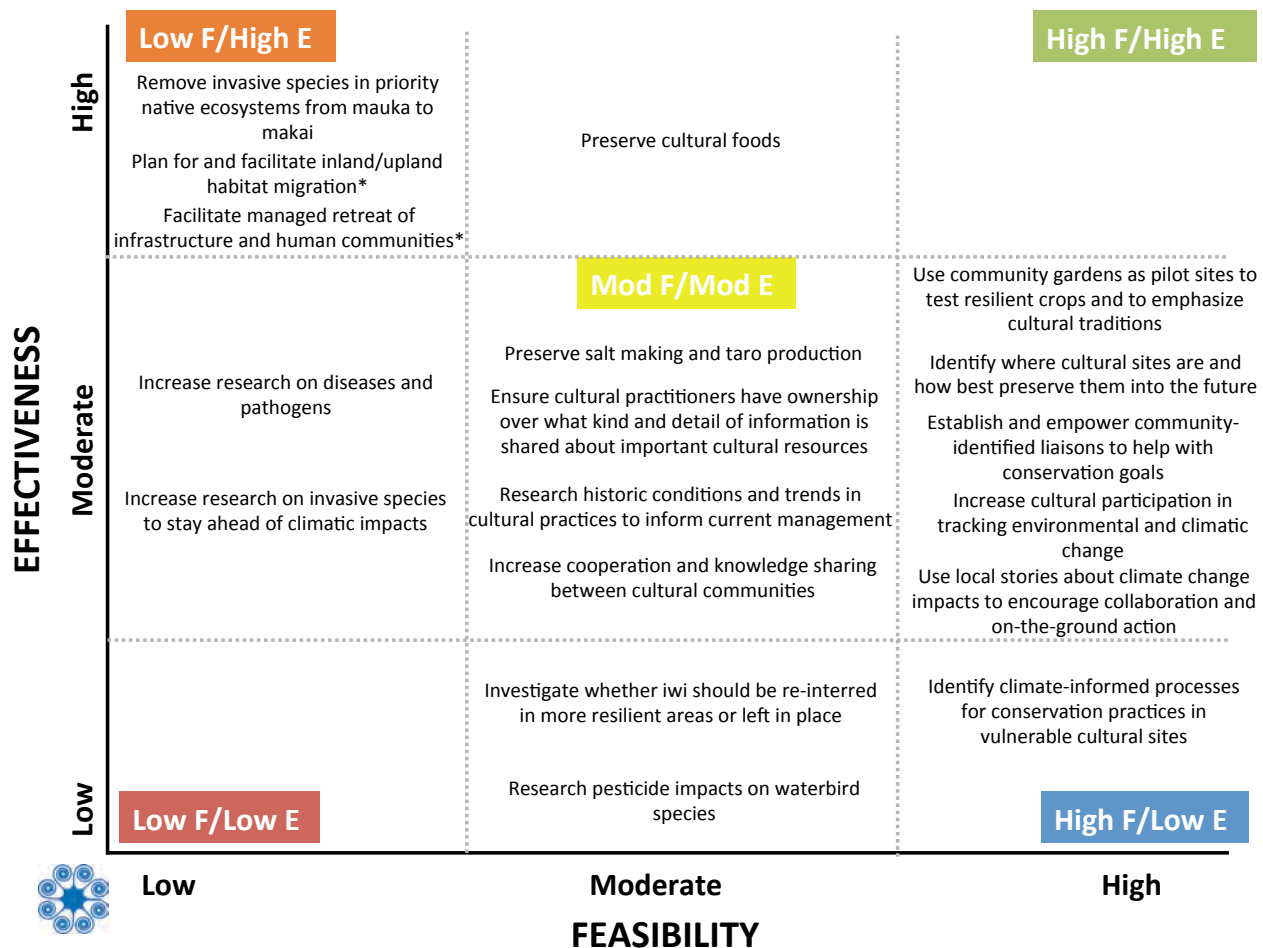 Low F/High E
High F/High E
High
Remove invasive species in priority
native ecosystems from mauka to
makai
Plan for and facilitate inland/upland
habitat migration*
Facilitate managed retreat of
infrastructure and human communities*
Preserve cultural foods
EFFECTIVENESS
Moderate
Increase research on diseases and
pathogens
Increase research on invasive species
to stay ahead of climatic impacts
Mod F/Mod E
Preserve salt making and taro production
Ensure cultural practitioners have ownership
over what kind and detail of information is
shared about important cultural resources
Research historic conditions and trends in
cultural practices to inform current management
Increase cooperation and knowledge sharing
between cultural communities
Use community gardens as pilot sites to
test resilient crops and to emphasize
cultural traditions
Identify where cultural sites are and
how best preserve them into the future
Establish and empower community-
identified liaisons to help with
conservation goals
Increase cultural participation in
tracking environmental and climatic
change
Use local stories about climate change
impacts to encourage collaboration and
on-the-ground action
Low
Low F/Low E
Investigate whether iwi should be re-interred
in more resilient areas or left in place
Research pesticide impacts on waterbird
species
Identify climate-informed processes
for conservation practices in
vulnerable cultural sites
High F/Low E
Low
Moderate
High
FEASIBILITY